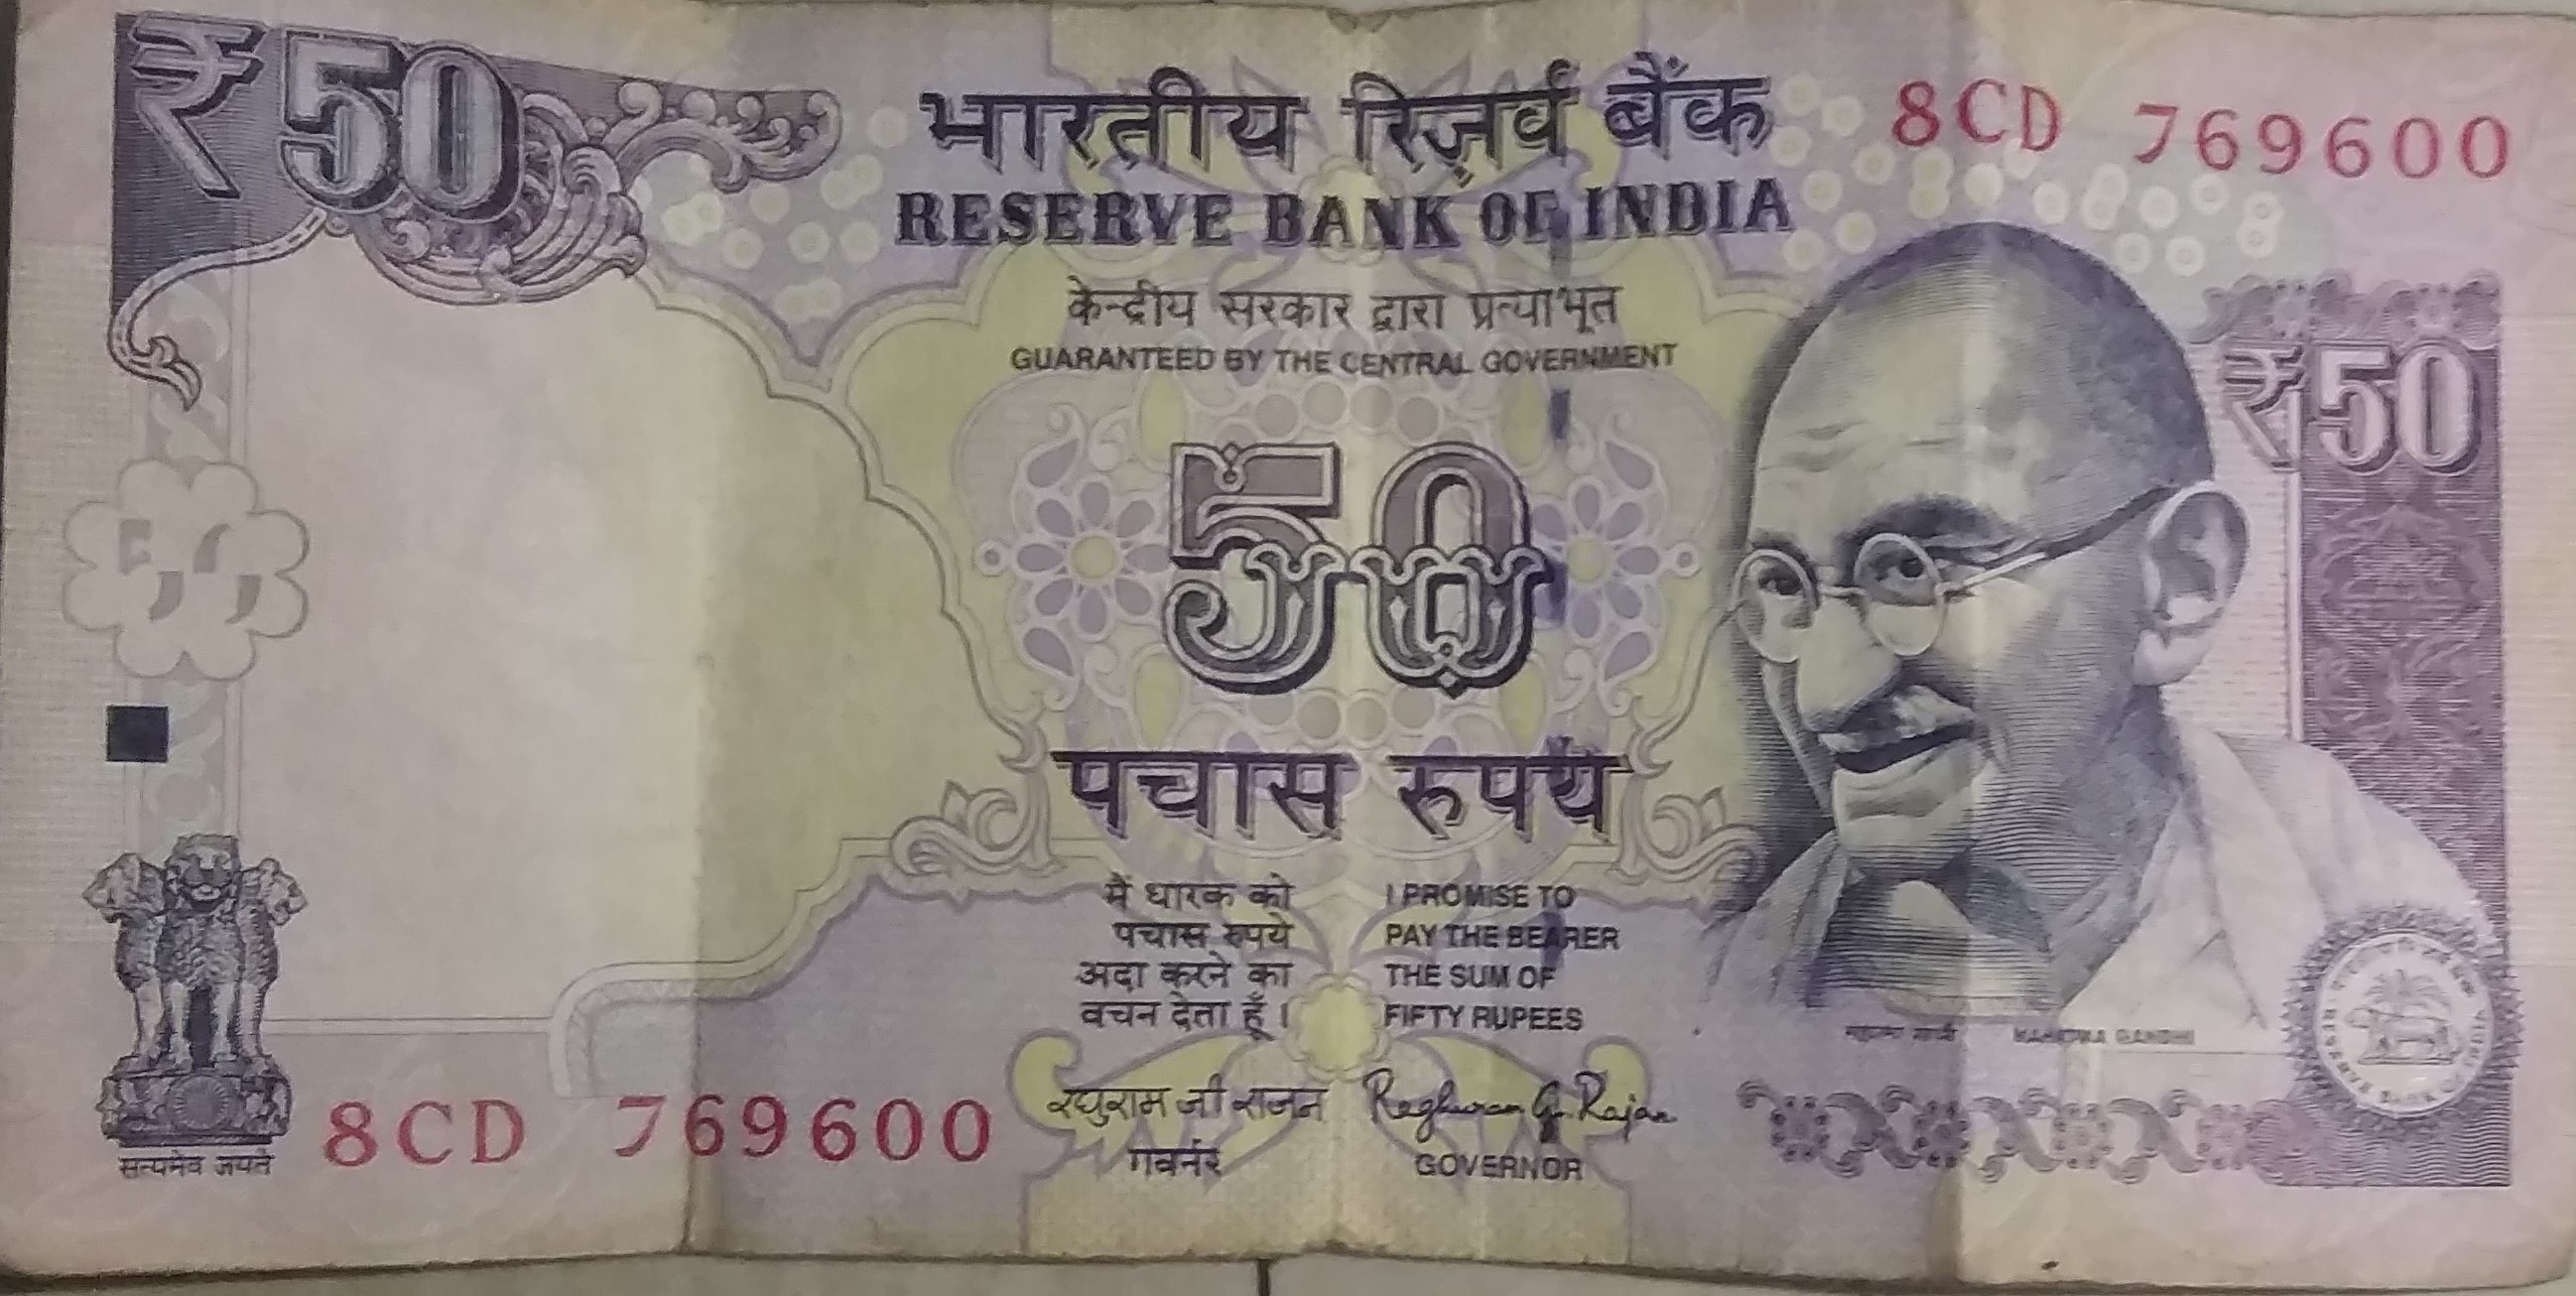 ₹50
भारतीय रिज़र्व बैंक
RESERVE BANK OF INDIA
8CD 769600
केन्द्रीय सरकार द्वारा प्रत्याभूत
GUARANTEED BY THE CENTRAL GOVERNMENT
₹50
50
पचास रुपये
मैं धारक को
पचास रुपये
अदा करने का
वचन देता हूँ।
I PROMISE TO
PAY THE BEARER
THE SUM OF
FIFTY RUPEES
महात्मा गांधी MAHATMA GANDHI
रघुराम जी राजन
गवर्नर
Raghuram G. Rajan
GOVERNOR
सत्यमेव जयते
8CD 769600
RESERVE BANK OF INDIA